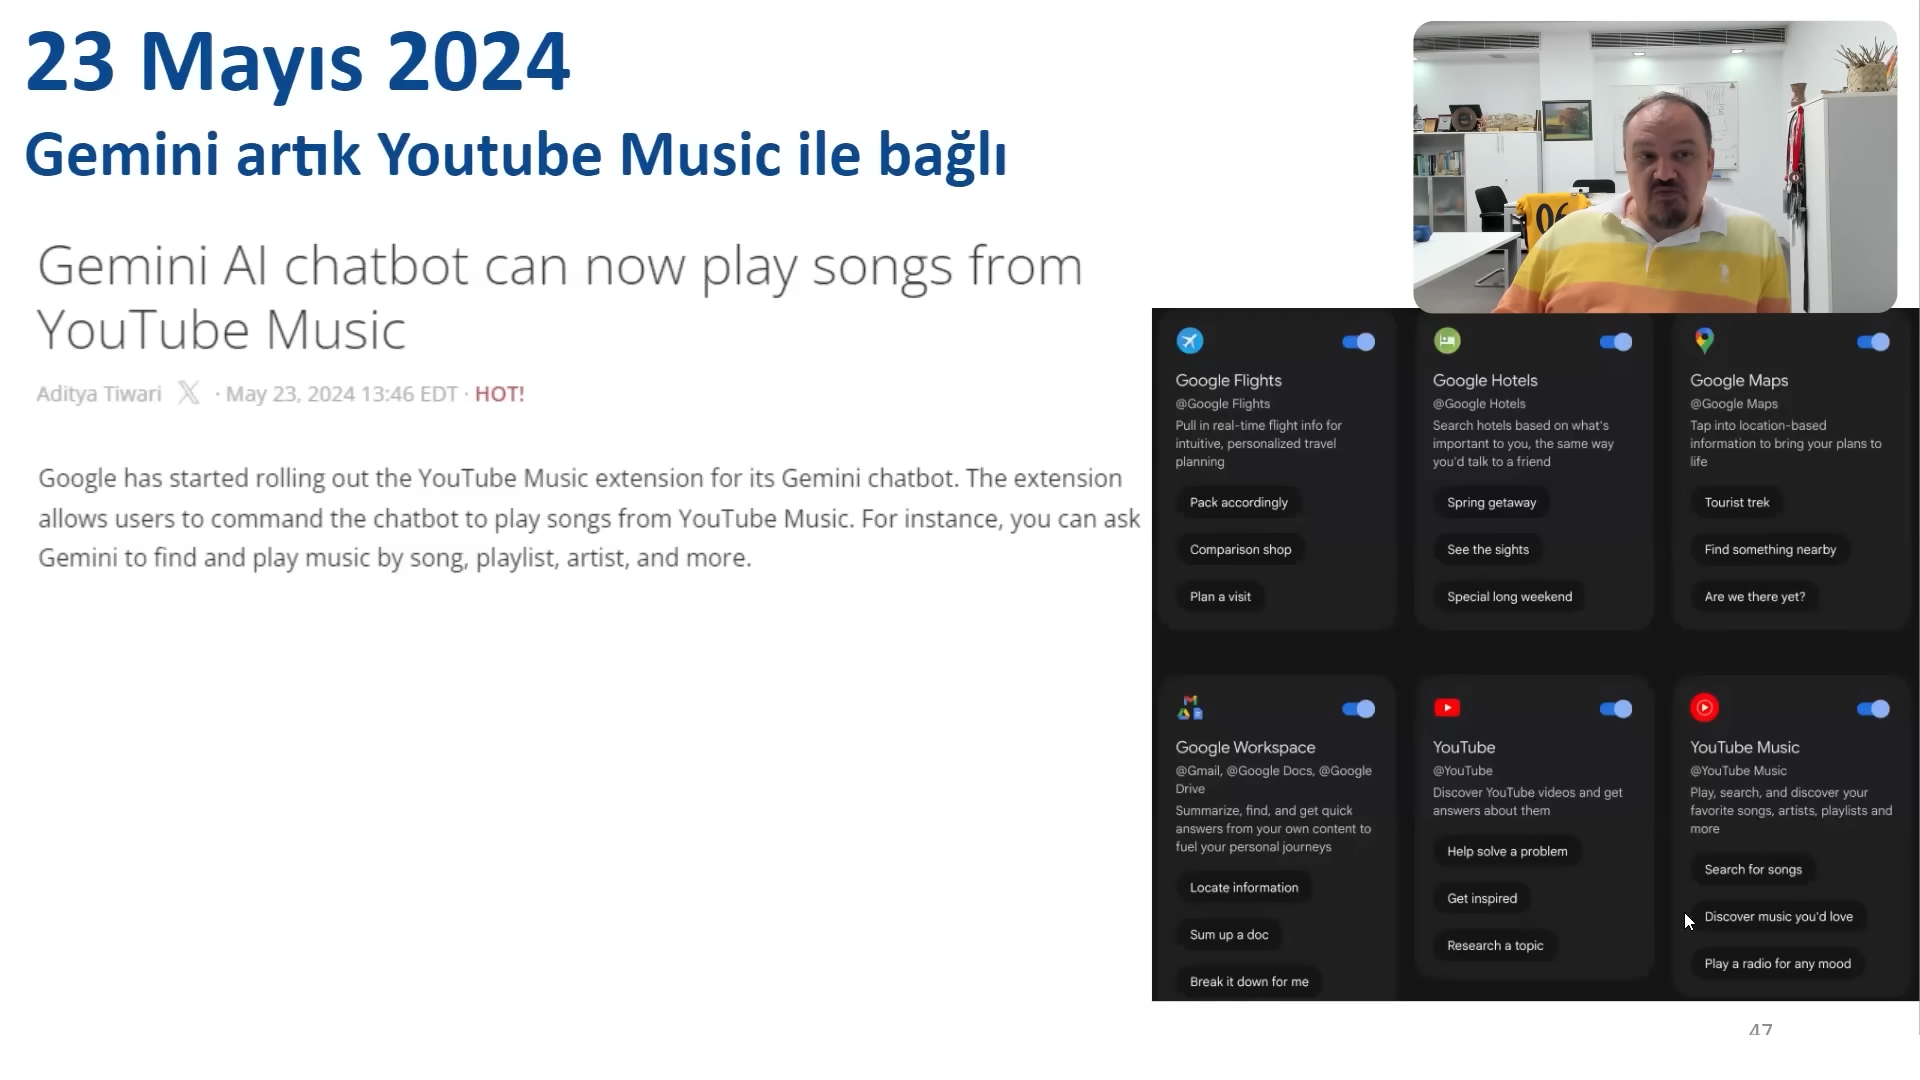 23 Mayıs 2024
Gemini artık Youtube Music ile bağlı
Gemini AI chatbot can now play songs from
YouTube Music
Aditya Tiwari X · May 23, 2024 13:46 EDT · HOT!
Google has started rolling out the YouTube Music extension for its Gemini chatbot. The extension
allows users to command the chatbot to play songs from YouTube Music. For instance, you can ask
Gemini to find and play music by song, playlist, artist, and more.
06
Google Flights
@Google Flights
Pull in real-time flight info for
intuitive, personalized travel
planning
Pack accordingly
Comparison shop
Plan a visit
Google Hotels
@Google Hotels
Search hotels based on what's
important to you, the same way
you'd talk to a friend
Spring getaway
See the sights
Special long weekend
Google Maps
@Google Maps
Tap into location-based
information to bring your plans to
life
Tourist trek
Find something nearby
Are we there yet?
Google Workspace
@Gmail, @Google Docs, @Google
Drive
Summarize, find, and get quick
answers from your own content to
fuel your personal journeys
Locate information
Sum up a doc
Break it down for me
YouTube
@YouTube
Discover YouTube videos and get
answers about them
Help solve a problem
Get inspired
Research a topic
YouTube Music
@YouTube Music
Play, search, and discover your
favorite songs, artists, playlists and
more
Search for songs
Discover music you'd love
Play a radio for any mood
47